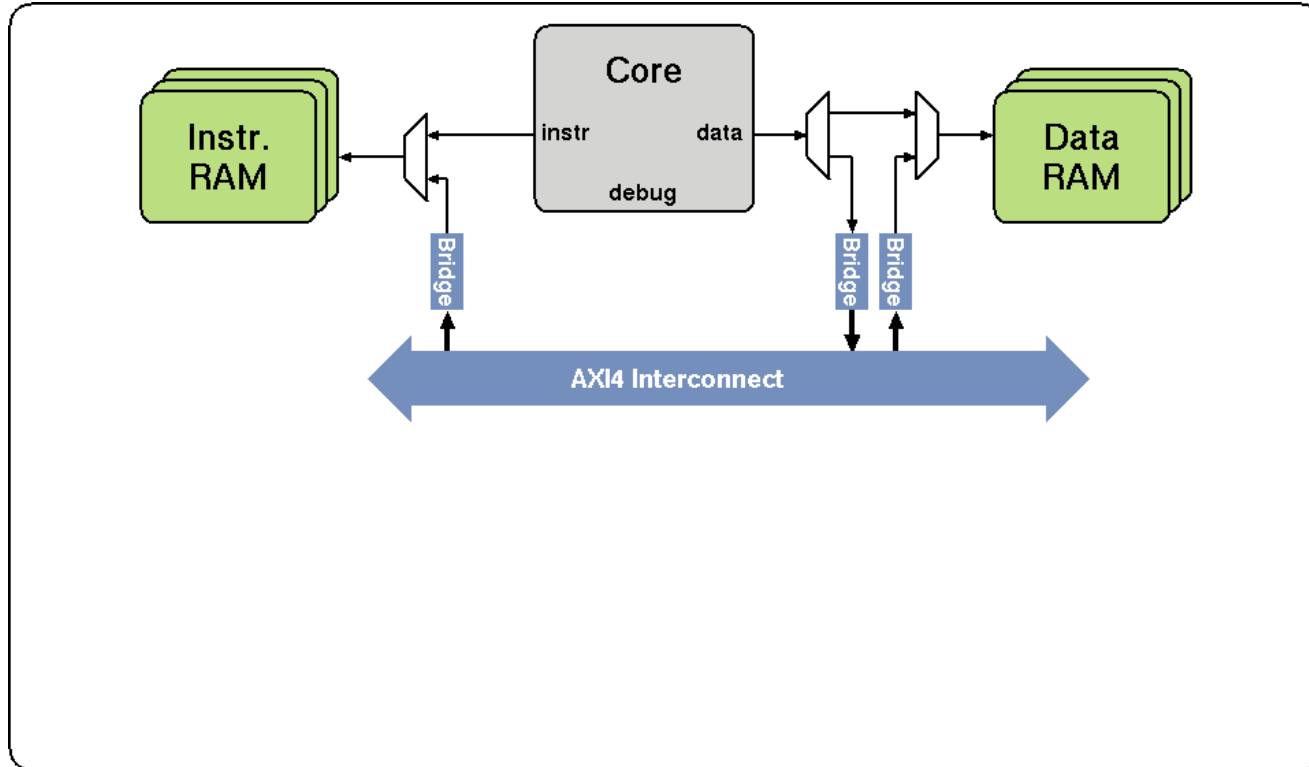 Core
Instr.
RAM
instr
data
debug
Data
RAM
Bridge
Bridge
Bridge
AXI4 Interconnect